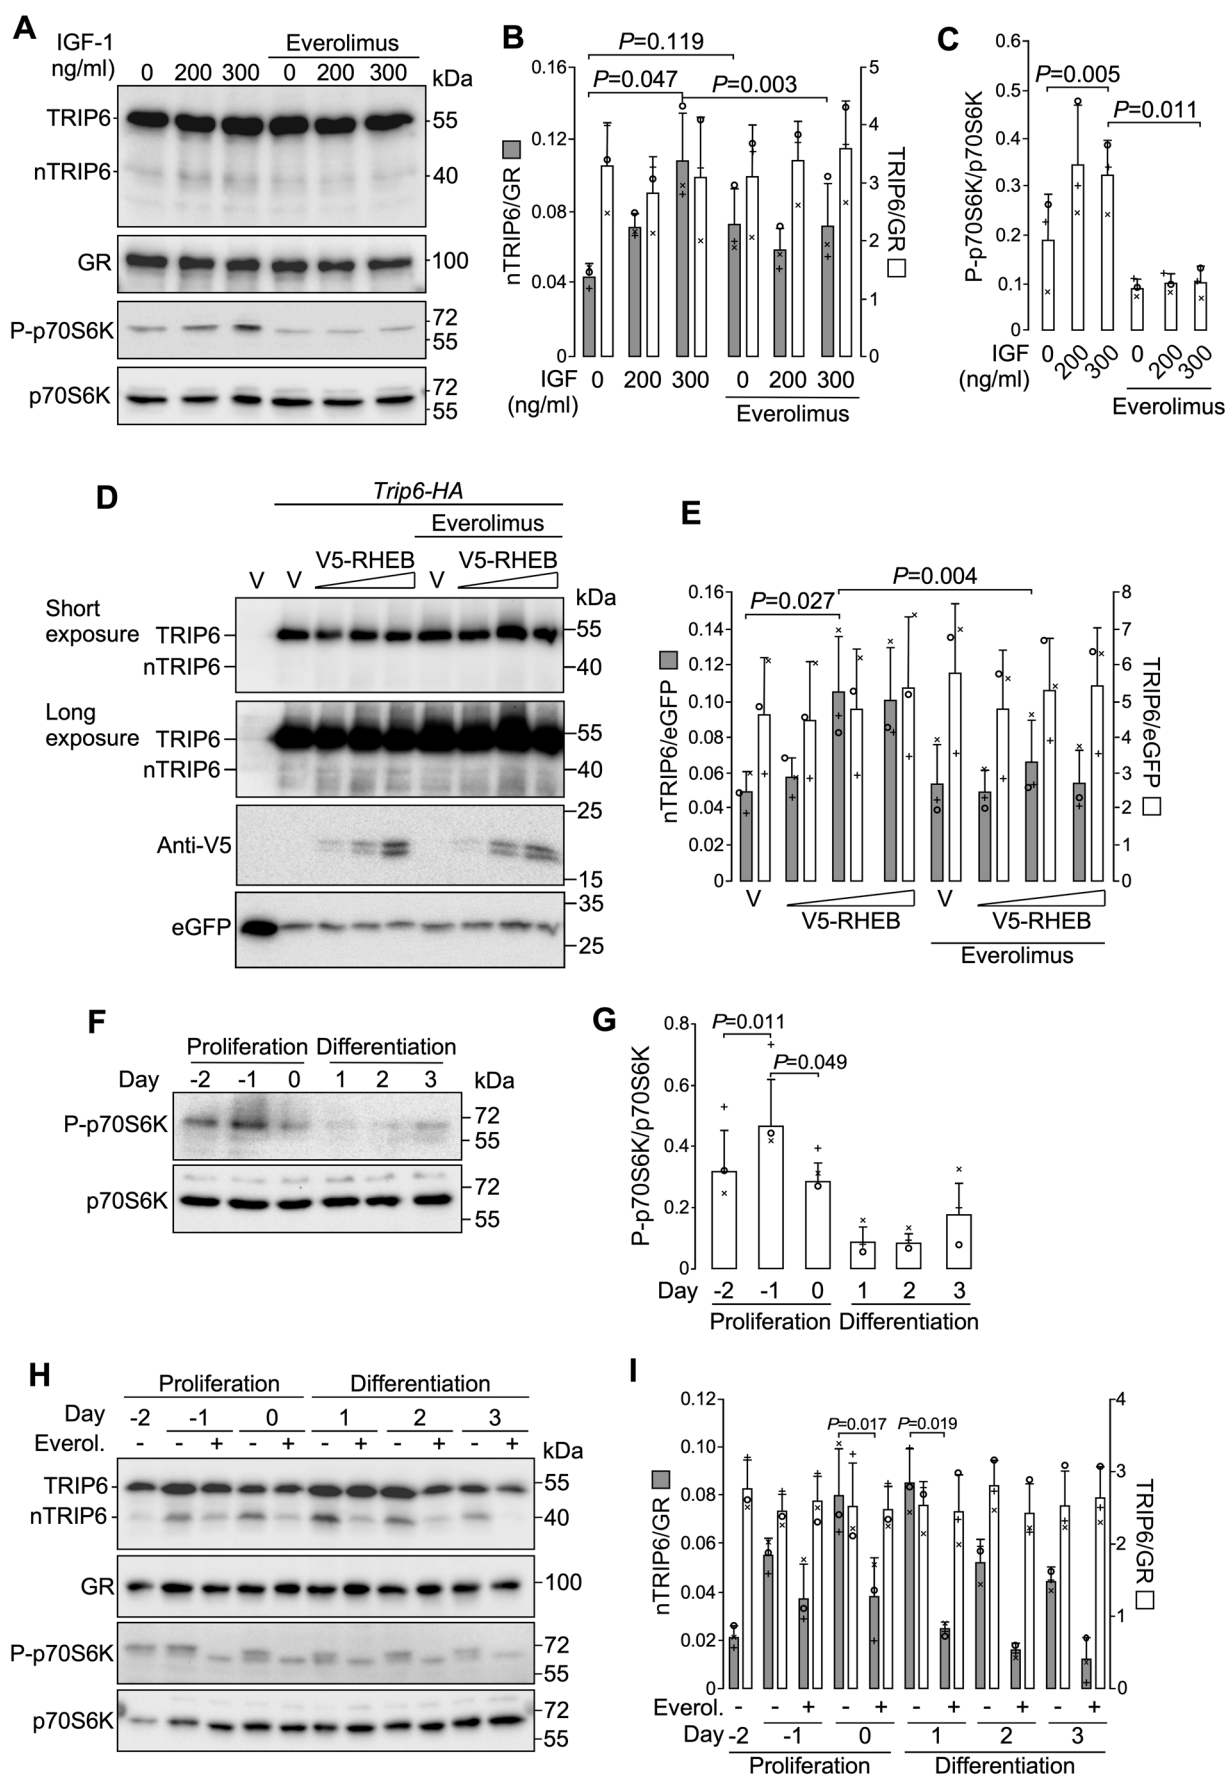 A
IGF-1
ng/ml)
Everolimus
0 200 300 0 200 300
kDa
TRIP6
55
nTRIP6
40
GR
100
P-p70S6K
72
55
p70S6K
72
55
B
P=0.119
P=0.047
P=0.003
nTRIP6/GR
0.16
0.12
0.08
0.04
0
TRIP6/GR
5
4
3
2
1
0
IGF
(ng/ml)
0 200 300 0 200 300
Everolimus
C
P-p70S6K/p70S6K
0.6
0.5
0.4
0.3
0.2
0.1
0
P=0.005
P=0.011
IGF
(ng/ml)
0 200 300 0 200 300
Everolimus
D
Trip6-HA
Everolimus
V5-RHEB V5-RHEB
V V V
kDa
Short
exposure
TRIP6
55
nTRIP6
40
Long
exposure
TRIP6
55
nTRIP6
40
25
Anti-V5
15
35
eGFP
25
E
P=0.004
P=0.027
nTRIP6/eGFP
0.16
0.14
0.12
0.10
0.08
0.06
0.04
0.02
0
TRIP6/eGFP
8
7
6
5
4
3
2
1
0
V V
V5-RHEB V5-RHEB
Everolimus
F
Proliferation Differentiation
Day -2 -1 0 1 2 3 kDa
P-p70S6K
72
55
p70S6K
72
55
G
P-p70S6K/p70S6K
0.8
0.6
0.4
0.2
0
P=0.011
P=0.049
Day -2 -1 0 1 2 3
Proliferation Differentiation
H
Proliferation Differentiation
Day -2 -1 0 1 2 3
Everol. - - + - + - + - + - +
kDa
TRIP6
55
nTRIP6
40
GR
100
P-p70S6K
72
55
p70S6K
72
55
I
P=0.017 P=0.019
nTRIP6/GR
0.12
0.10
0.08
0.06
0.04
0.02
0
TRIP6/GR
4
3
2
1
0
Everol. - - + - + - + - + - +
Day -2 -1 0 1 2 3
Proliferation Differentiation